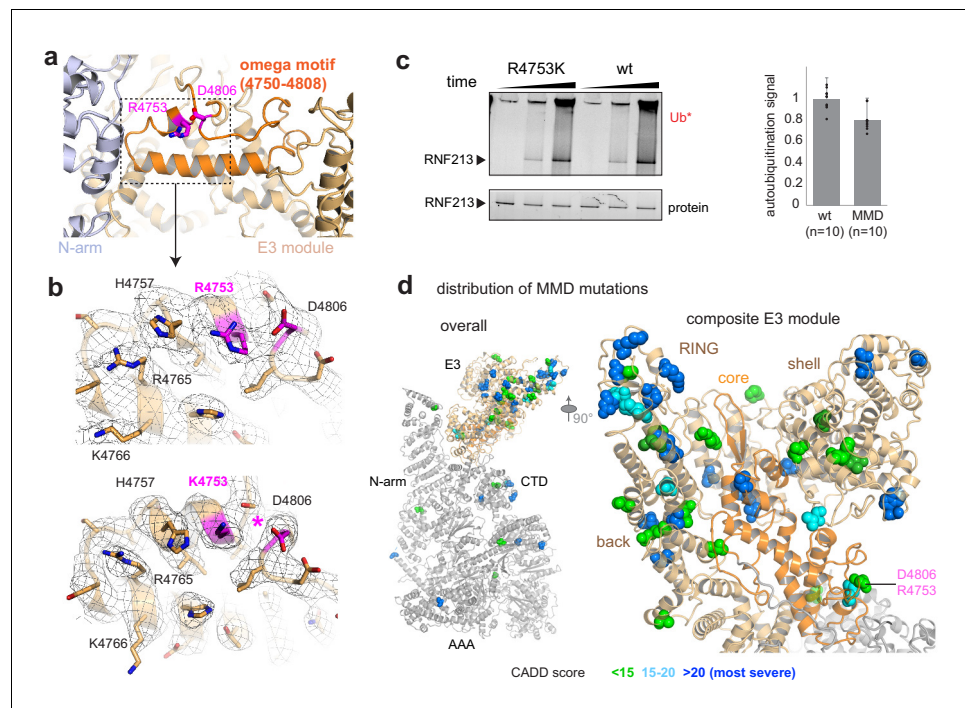 a
omega motif
(4750-4808)
D4806
R4753
N-arm
E3 module
b
H4757
R4753
D4806
R4765
K4766
H4757
K4753
*
D4806
R4765
K4766
c
R4753K
wt
time
Ub*
RNF213
RNF213
protein
autoubiquitination signal
1
0.8
0.6
0.4
0.2
0
wt
(n=10)
MMD
(n=10)
d
distribution of MMD mutations
overall
E3
90°
N-arm
CTD
AAA
composite E3 module
RING
core
shell
back
D4806
R4753
CADD score <15 15-20 >20 (most severe)